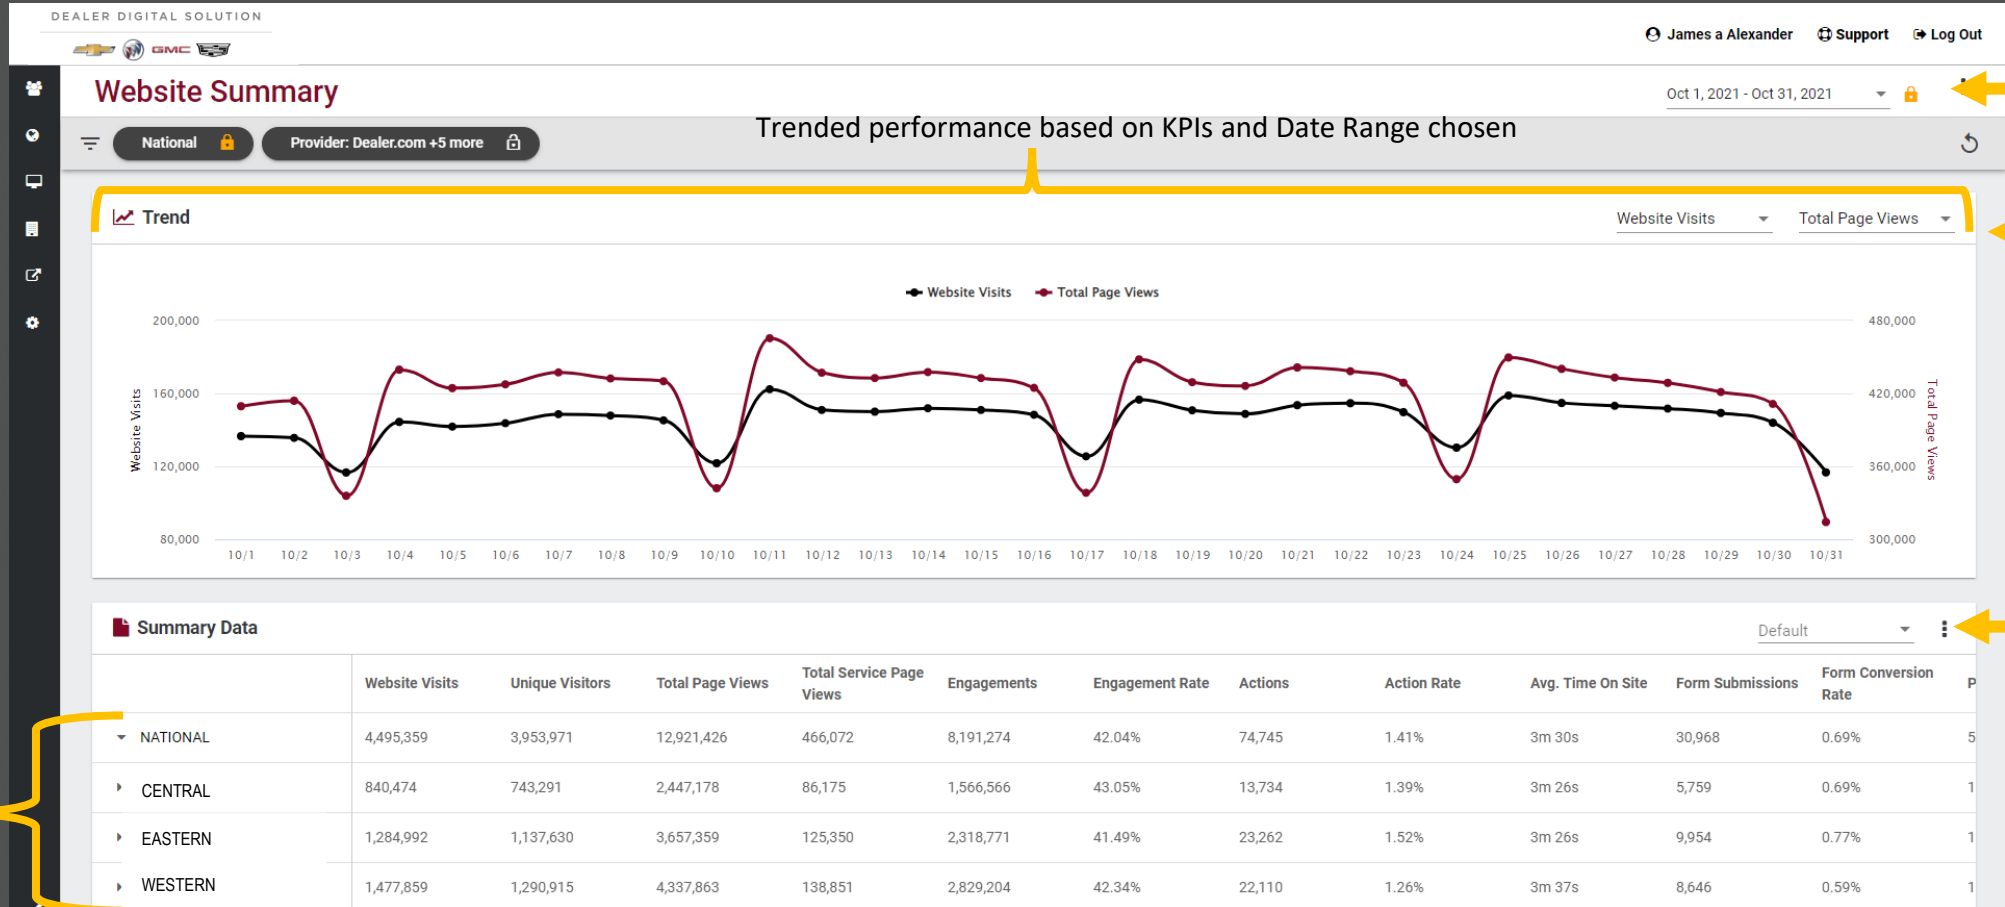 DEALER DIGITAL SOLUTION
GMC
James a Alexander Support Log Out
Website Summary
Oct 1, 2021 - Oct 31, 2021
National Provider: Dealer.com +5 more
Trended performance based on KPIs and Date Range chosen
Trend
Website Visits Total Page Views
Website Visits Total Page Views
200,000 480,000
160,000 420,000
120,000 360,000
80,000 300,000
Website Visits
Total Page Views
10/1 10/2 10/3 10/4 10/5 10/6 10/7 10/8 10/9 10/10 10/11 10/12 10/13 10/14 10/15 10/16 10/17 10/18 10/19 10/20 10/21 10/22 10/23 10/24 10/25 10/26 10/27 10/28 10/29 10/30 10/31
Summary Data
Default
Website Visits Unique Visitors Total Page Views Total Service Page Views Engagements Engagement Rate Actions Action Rate Avg. Time On Site Form Submissions Form Conversion Rate P
NATIONAL 4,495,359 3,953,971 12,921,426 466,072 8,191,274 42.04% 74,745 1.41% 3m 30s 30,968 0.69% 5
CENTRAL 840,474 743,291 2,447,178 86,175 1,566,566 43.05% 13,734 1.39% 3m 26s 5,759 0.69% 1
EASTERN 1,284,992 1,137,630 3,657,359 125,350 2,318,771 41.49% 23,262 1.52% 3m 26s 9,954 0.77% 1
WESTERN 1,477,859 1,290,915 4,337,863 138,851 2,829,204 42.34% 22,110 1.26% 3m 37s 8,646 0.59% 1